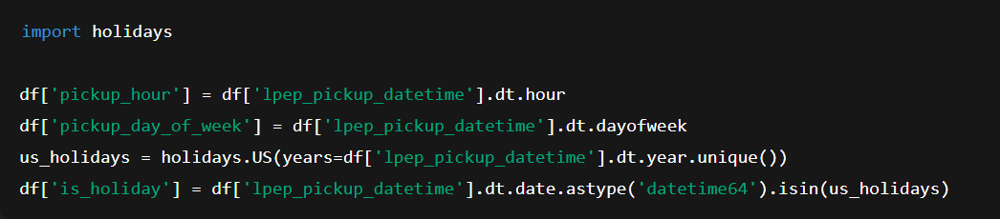 import holidays
df['pickup_hour'] = df['lpep_pickup_datetime'].dt.hour
df['pickup_day_of_week'] = df['lpep_pickup_datetime'].dt.dayofweek
us_holidays = holidays.US(years=df['lpep_pickup_datetime'].dt.year.unique())
df['is_holiday'] = df['lpep_pickup_datetime'].dt.date.astype('datetime64').isin(us_holidays)